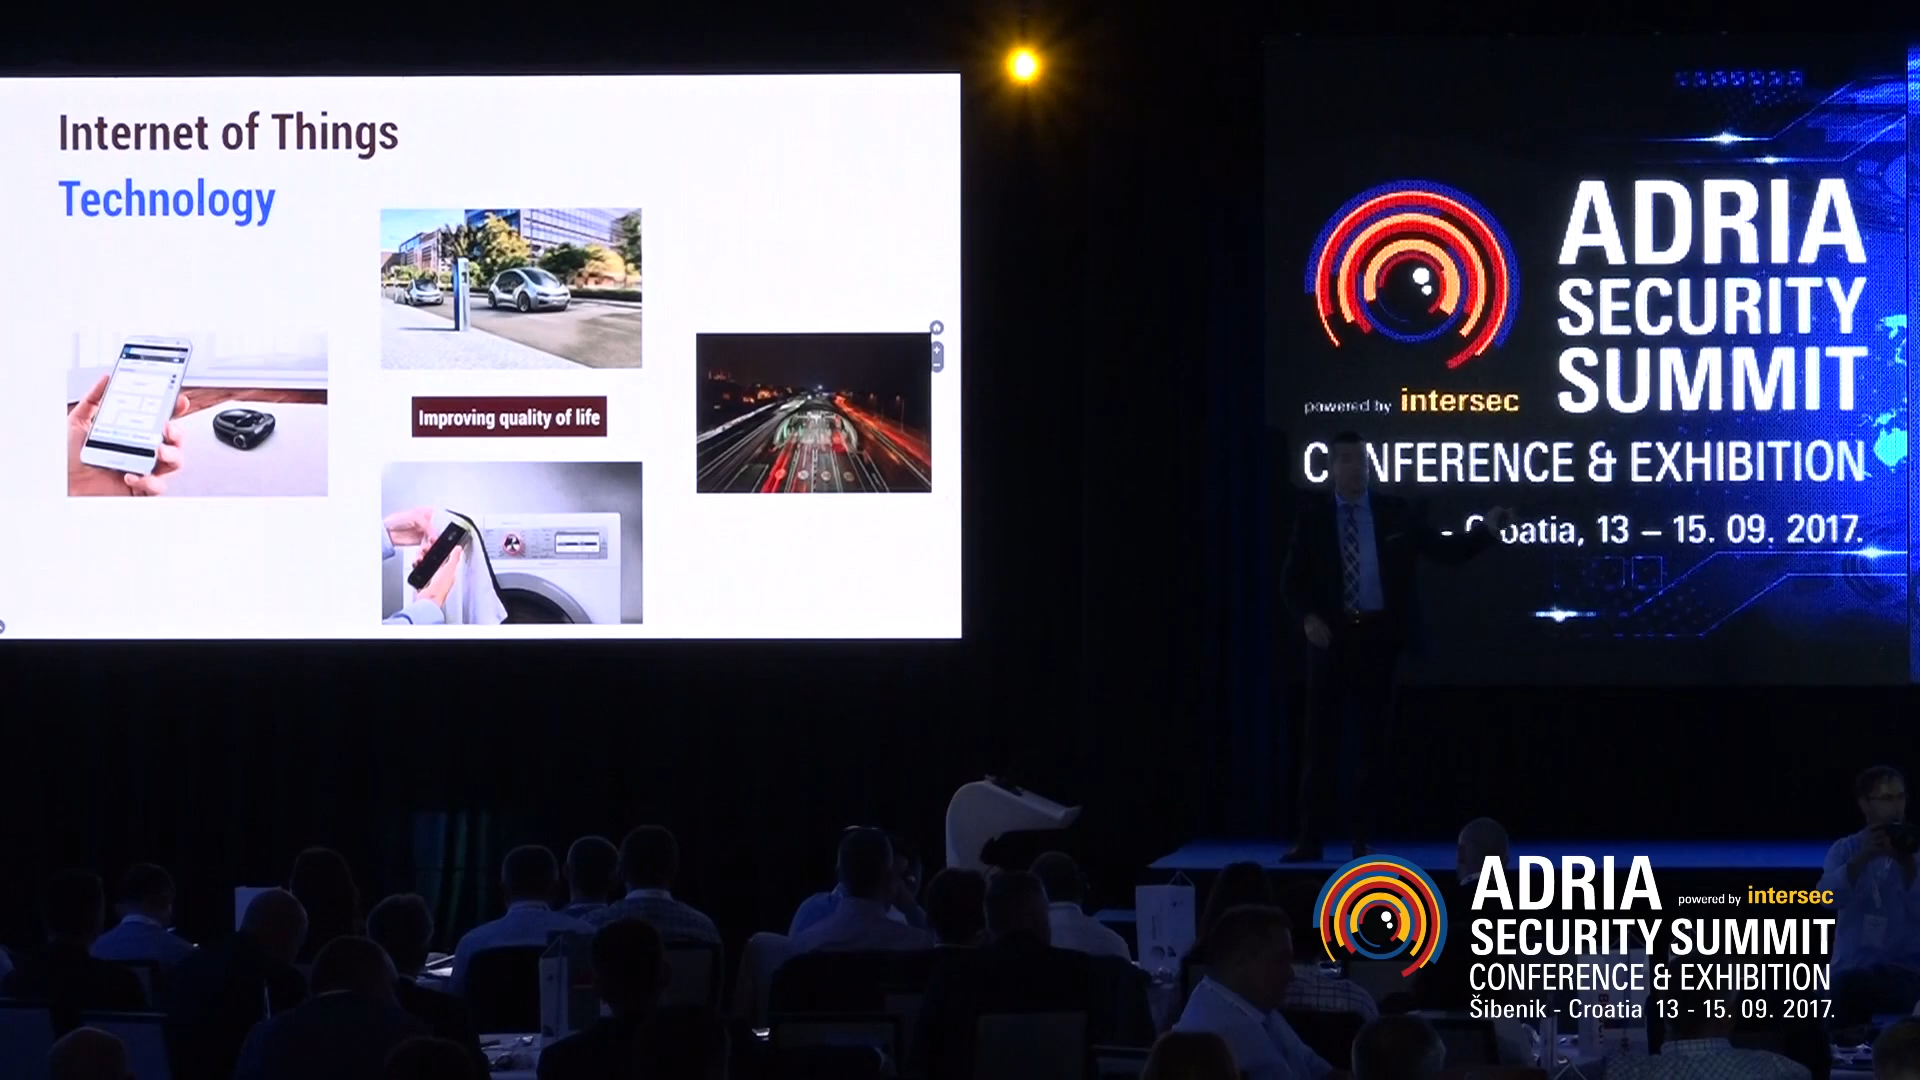 Internet of Things
Technology
Improving quality of life
ADRIA
SECURITY
SUMMIT
powered by intersec
C NFERENCE & EXHIBITION
- C oatia, 13 – 15. 09. 2017.
ADRIA
powered by intersec
SECURITY SUMMIT
CONFERENCE & EXHIBITION
Šibenik - Croatia 13 - 15. 09. 2017.